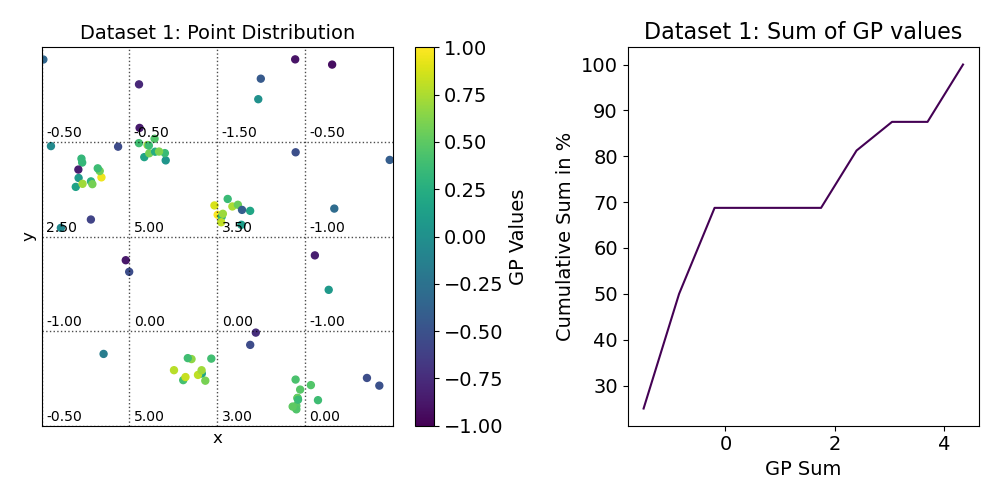 Dataset 1: Point Distribution
-0.50 -0.50 -1.50 -0.50
2.50 5.00 3.50 -1.00
-1.00 0.00 0.00 -1.00
-0.50 5.00 3.00 0.00
x
y
1.00
0.75
0.50
0.25
0.00
−0.25
−0.50
−0.75
−1.00
GP Values
Dataset 1: Sum of GP values
100
90
80
70
60
50
40
30
Cumulative Sum in %
0 2 4
GP Sum